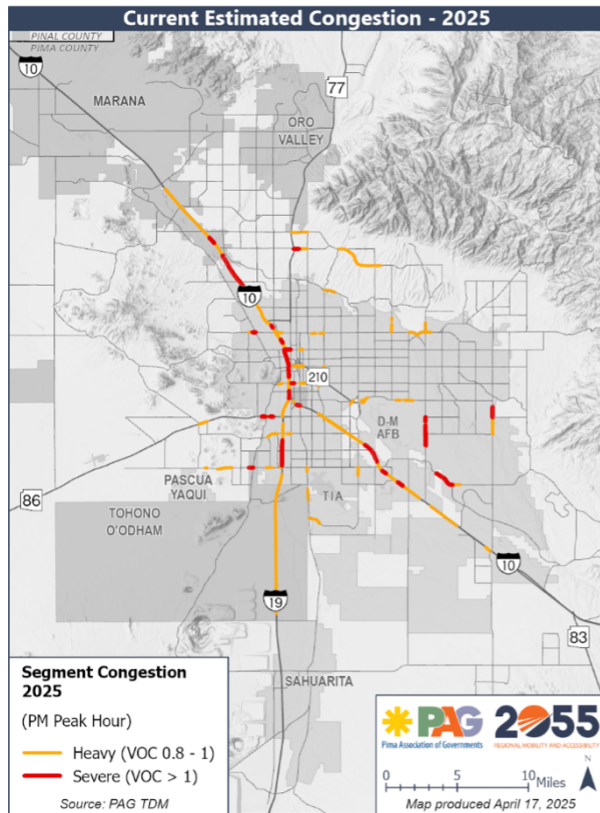 Current Estimated Congestion - 2025
PINAL COUNTY
PIMA COUNTY
10
MARANA
77
ORO
VALLEY
10
210
D-M
AFB
PASCUA
YAQUI
TIA
86
TOHONO
O'ODHAM
10
19
83
SAHUARITA
Segment Congestion
2025
(PM Peak Hour)
Heavy (VOC 0.8 - 1)
Severe (VOC > 1)
Source: PAG TDM
PAG
Pima Association of Governments
2055
REGIONAL MOBILITY AND ACCESSIBILITY
N
0 5 10 Miles
Map produced April 17, 2025